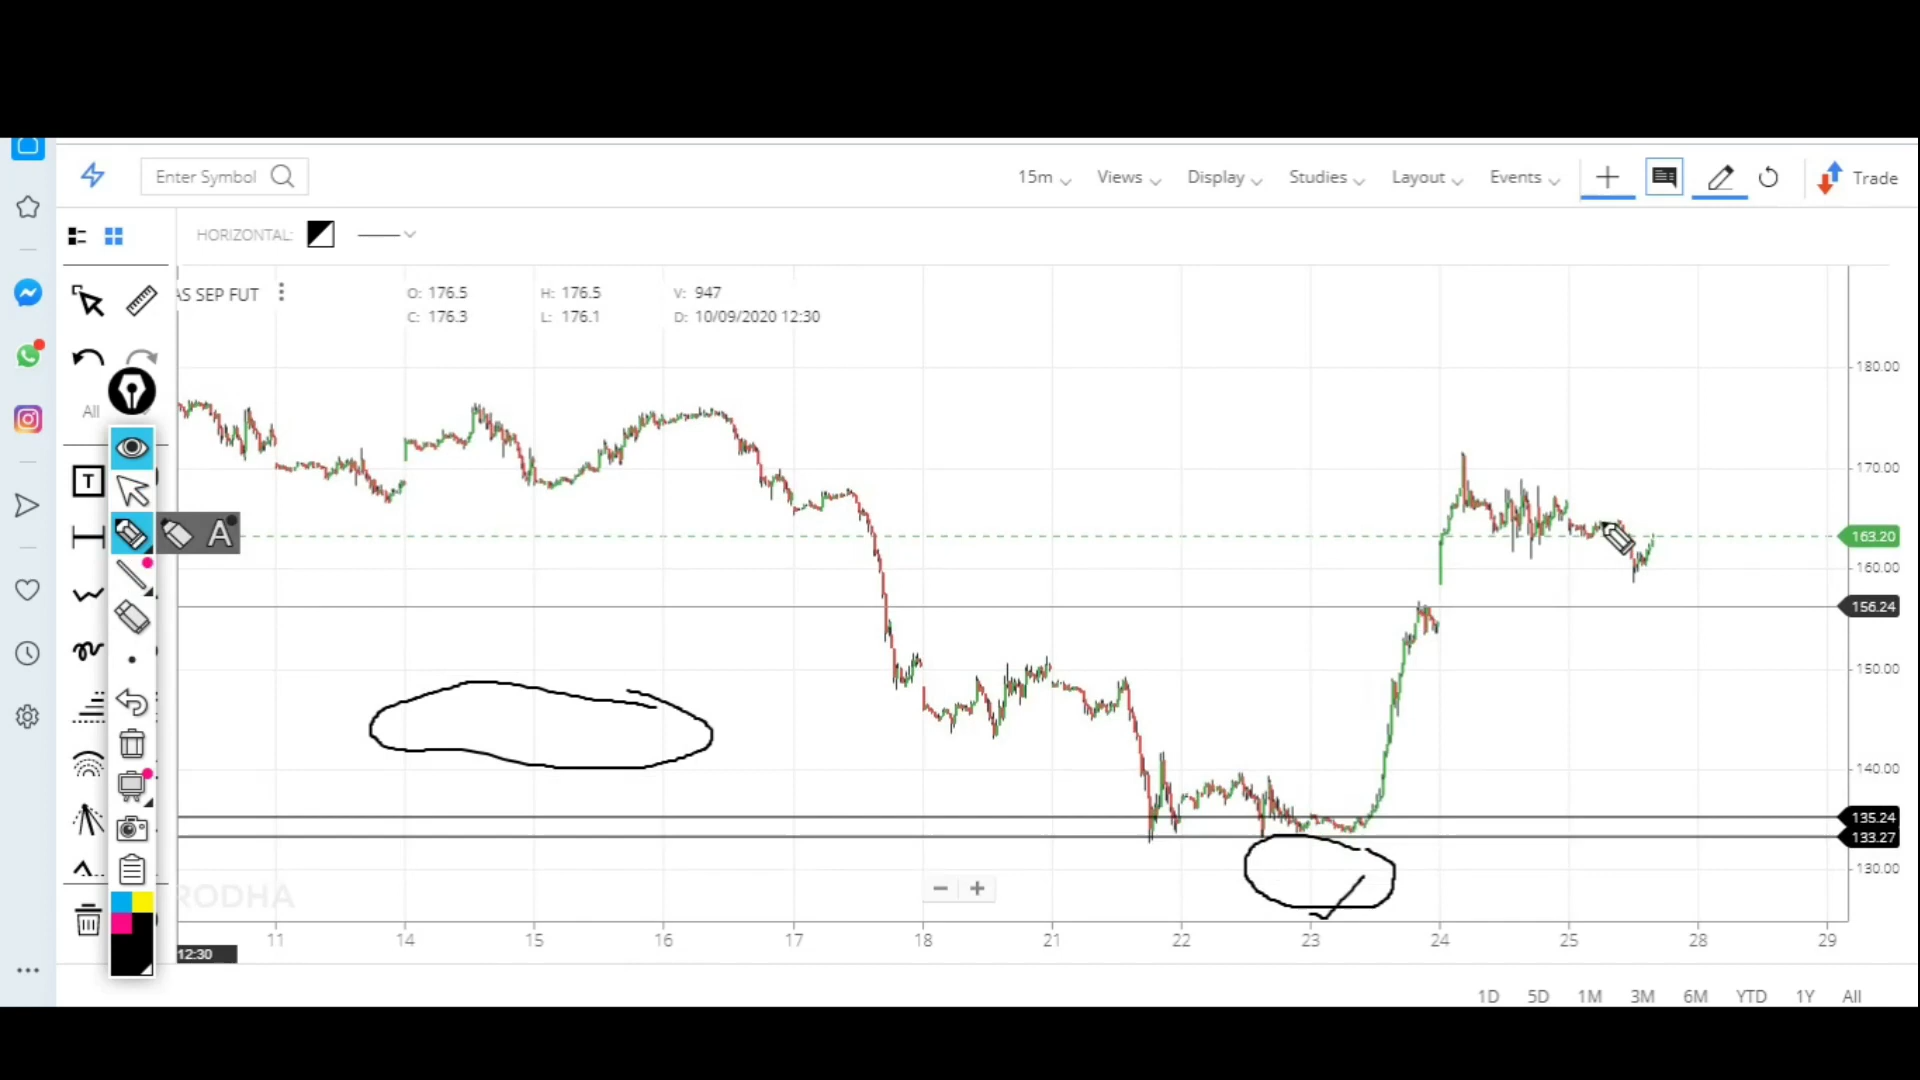 Enter Symbol 15m Views Display Studies Layout Events Trade
HORIZONTAL:
AS SEP FUT O: 176.5 H: 176.5 V: 947
C: 176.3 L: 176.1 D: 10/09/2020 12:30
180.00
All
170.00
T
A
163.20
160.00
156.24
150.00
140.00
135.24
133.27
130.00
RODHA
11 14 15 16 17 18 21 22 23 24 25 28 29
12:30
1D 5D 1M 3M 6M YTD 1Y All